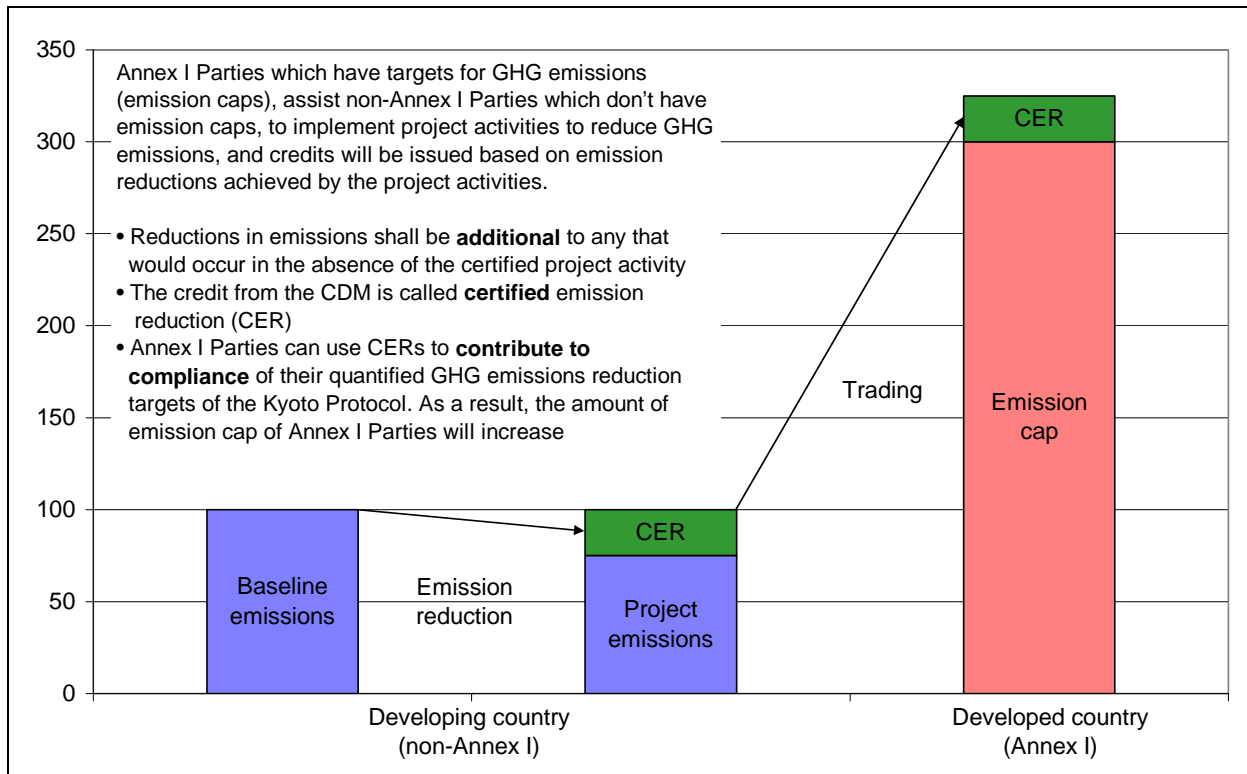 350
300
250
200
150
100
50
0
Annex I Parties which have targets for GHG emissions
(emission caps), assist non-Annex I Parties which don’t have
emission caps, to implement project activities to reduce GHG
emissions, and credits will be issued based on emission
reductions achieved by the project activities.
• Reductions in emissions shall be additional to any that
would occur in the absence of the certified project activity
• The credit from the CDM is called certified emission
reduction (CER)
• Annex I Parties can use CERs to contribute to
compliance of their quantified GHG emissions reduction
targets of the Kyoto Protocol. As a result, the amount of
emission cap of Annex I Parties will increase
Baseline
emissions
Emission
reduction
CER
Project
emissions
Trading
CER
Emission
cap
Developing country
(non-Annex I)
Developed country
(Annex I)